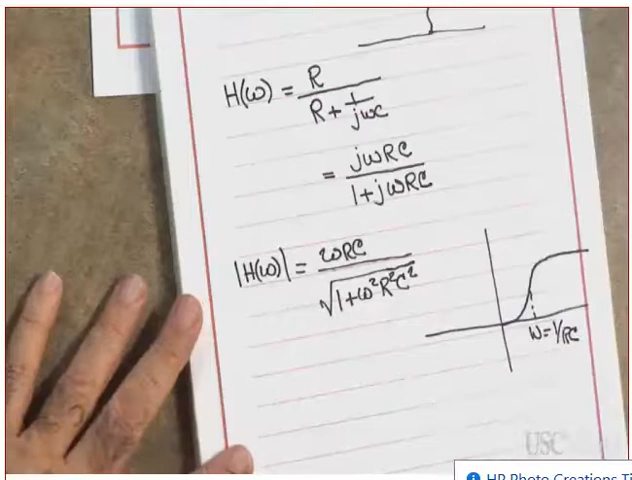 H(ω) = R / (R + 1/jωC)
= jωRC / (1+jωRC)
|H(ω)| = ωRC / √(1+ω²R²C²)
ω=1/RC
USC
HP Photo Creations Ti